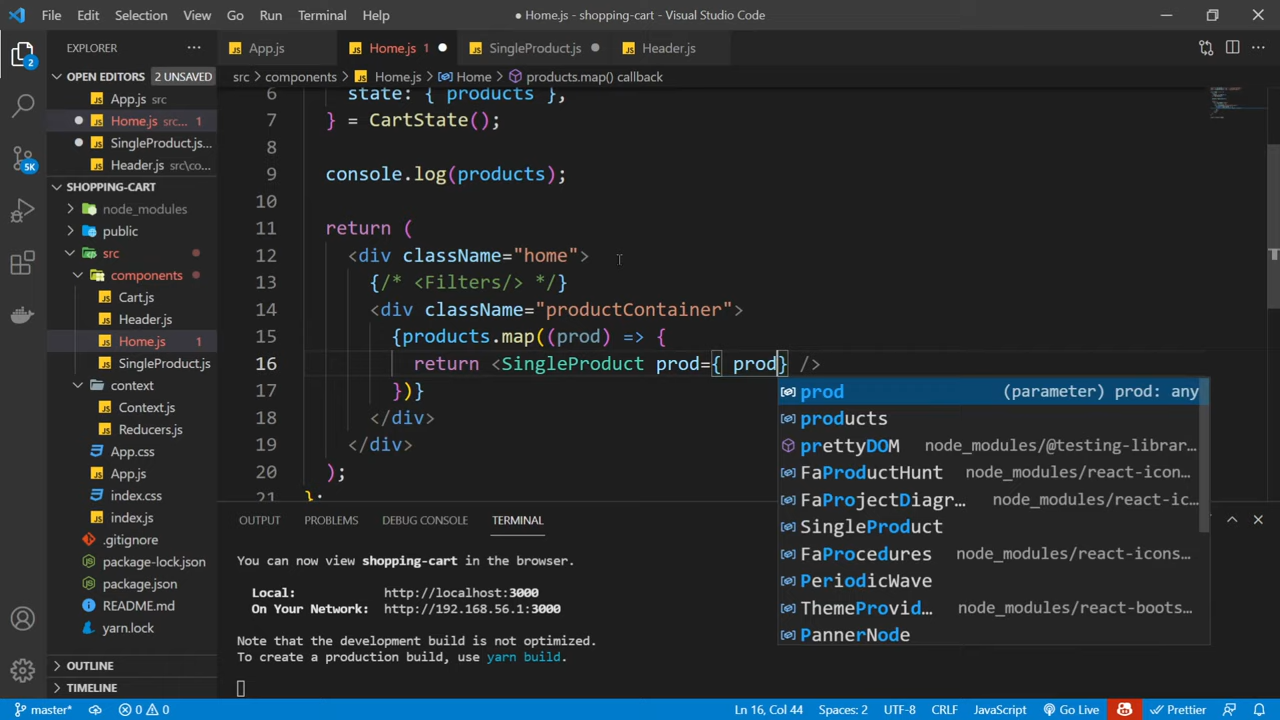 File Edit Selection View Go Run Terminal Help ● Home.js - shopping-cart - Visual Studio Code
EXPLORER ···
App.js
Home.js 1
SingleProduct.js
Header.js
OPEN EDITORS 2 UNSAVED
src > components > Home.js > Home > products.map() callback
App.js src
Home.js src... 1
SingleProduct.js...
Header.js src\co...
SHOPPING-CART
node_modules
public
src
components
Cart.js
Header.js
Home.js 1
SingleProduct.js
context
Context.js
Reducers.js
App.css
App.js
index.css
index.js
.gitignore
package-lock.json
package.json
README.md
yarn.lock
OUTLINE
TIMELINE
2
5K
6 state: { products },
7 } = CartState();
8
9 console.log(products);
10
11 return (
12 <div className="home">
13 {/* <Filters/> */}
14 <div className="productContainer">
15 {products.map((prod) => {
16 return <SingleProduct prod={ prod} />
17 })}
18 </div>
19 </div>
20 );
21 };
prod (parameter) prod: any
products
prettyDOM node_modules/@testing-librar...
FaProductHunt node_modules/react-icon...
FaProjectDiagr... node_modules/react-ic...
SingleProduct
FaProcedures node_modules/react-icons...
PeriodicWave
ThemeProvid... node_modules/react-boots...
PannerNode
OUTPUT PROBLEMS DEBUG CONSOLE TERMINAL
You can now view shopping-cart in the browser.
Local: http://localhost:3000
On Your Network: http://192.168.56.1:3000
Note that the development build is not optimized.
To create a production build, use yarn build.
master* 0 0 Ln 16, Col 44 Spaces: 2 UTF-8 CRLF JavaScript Go Live Prettier